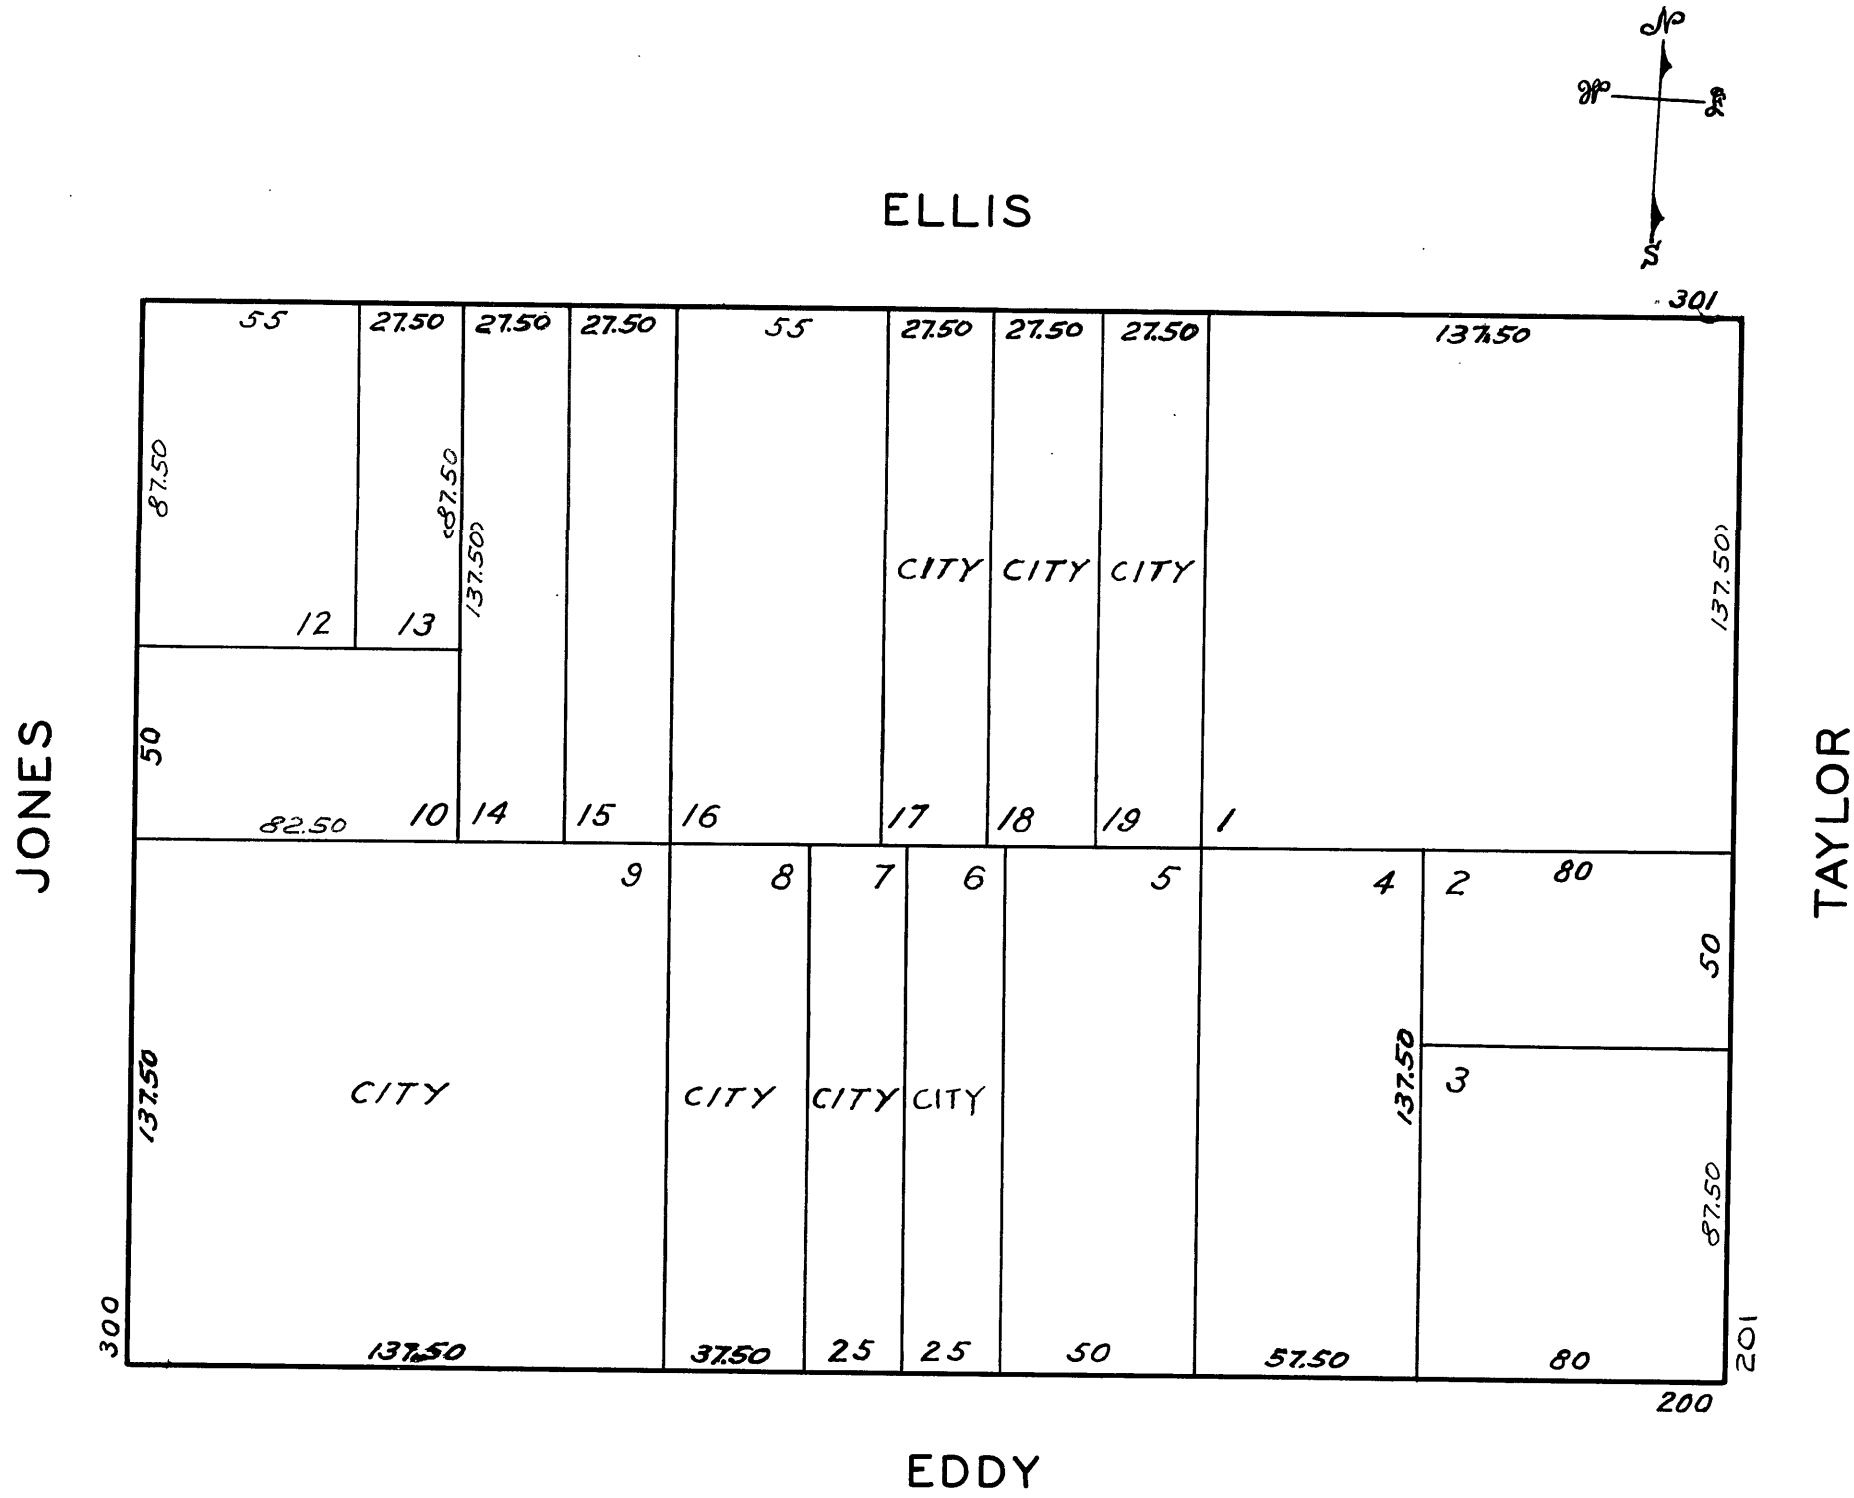 N
W E
S
ELLIS
301
55 27.50 27.50 27.50 55 27.50 27.50 27.50 137.50
87.50
(87.50)
137.50)
137.50)
CITY CITY CITY
12 13
50
JONES
TAYLOR
82.50 10 14 15 16 17 18 19 1
9 8 7 6 5 4 2 80
50
137.50
CITY CITY CITY CITY
137.50
3
87.50
300
137.50 37.50 25 25 50 57.50 80
201
200
EDDY